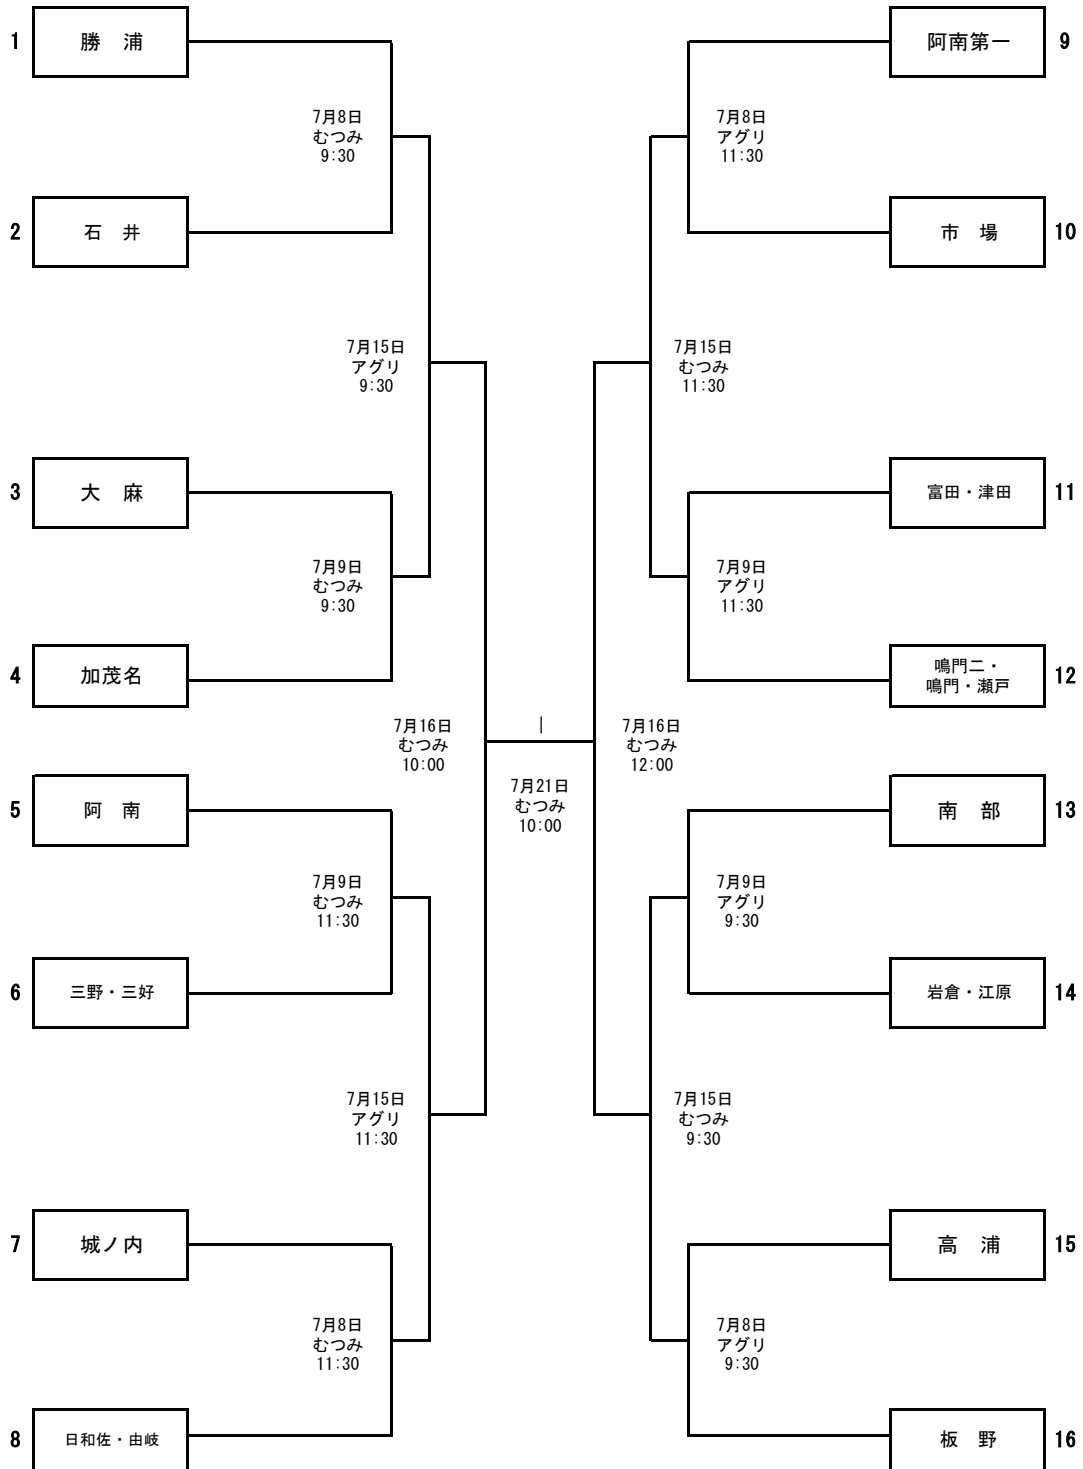 1
勝　浦
阿南第一
9
7月8日
むつみ
9:30
7月8日
アグリ
11:30
2
石　井
市　場
10
7月15日
アグリ
9:30
7月15日
むつみ
11:30
3
大　麻
富田・津田
11
7月9日
むつみ
9:30
7月9日
アグリ
11:30
4
加茂名
鳴門二・
鳴門・瀬戸
12
7月16日
むつみ
10:00
7月16日
むつみ
12:00
7月21日
むつみ
10:00
5
阿　南
南　部
13
7月9日
むつみ
11:30
7月9日
アグリ
9:30
6
三野・三好
岩倉・江原
14
7月15日
アグリ
11:30
7月15日
むつみ
9:30
7
城ノ内
高　浦
15
7月8日
むつみ
11:30
7月8日
アグリ
9:30
8
日和佐・由岐
板　野
16